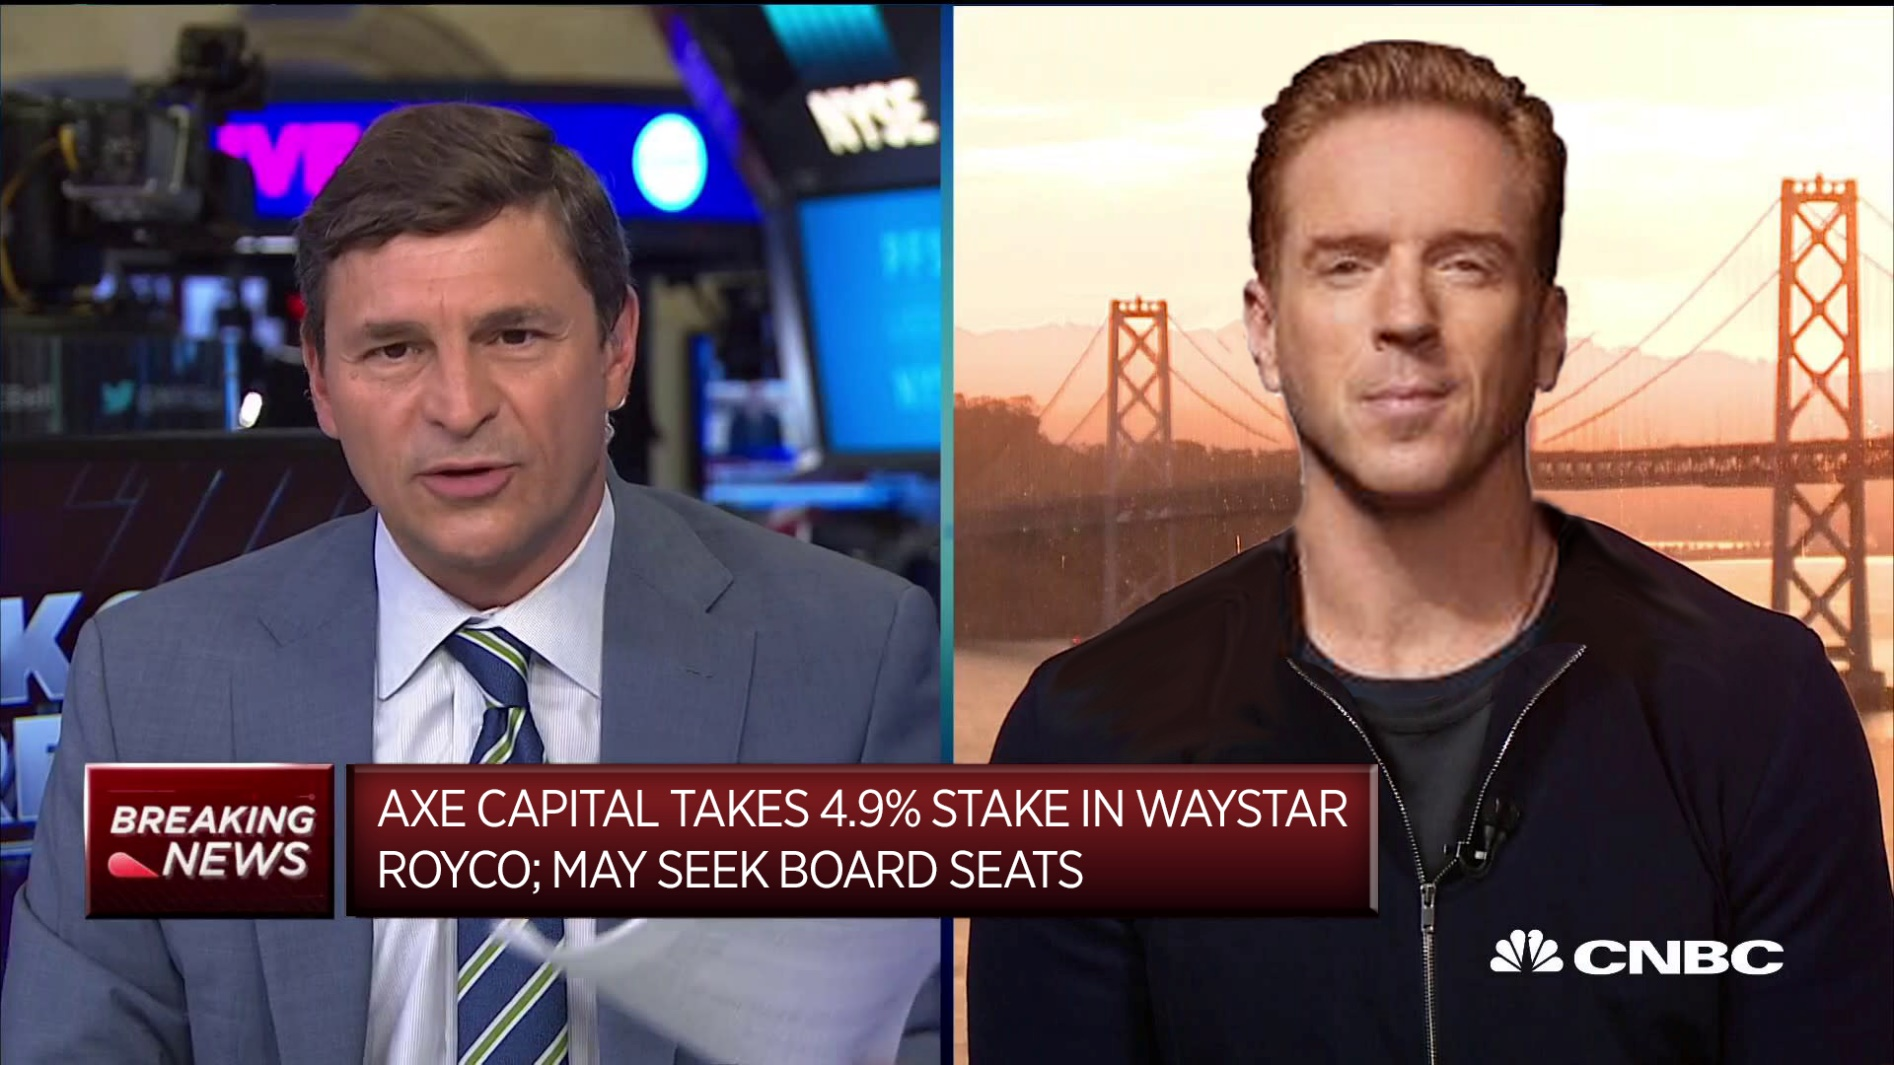 NYSE
BREAKING
NEWS
AXE CAPITAL TAKES 4.9% STAKE IN WAYSTAR
ROYCO; MAY SEEK BOARD SEATS
CNBC